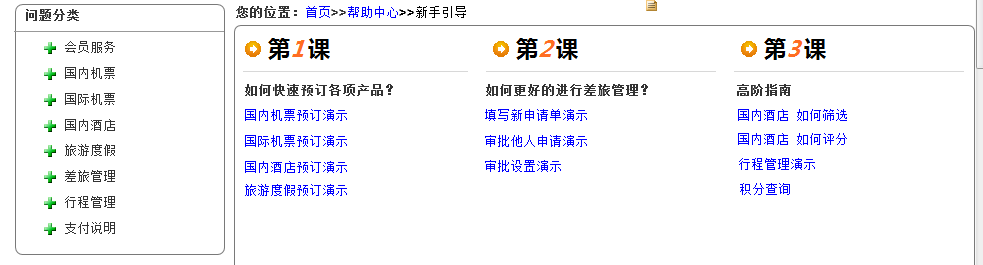 问题分类
会员服务
国内机票
国际机票
国内酒店
旅游度假
差旅管理
行程管理
支付说明
您的位置：首页>>帮助中心>>新手引导
第1课
如何快速预订各项产品？
国内机票预订演示
国际机票预订演示
国内酒店预订演示
旅游度假预订演示
第2课
如何更好的进行差旅管理？
填写新申请单演示
审批他人申请演示
审批设置演示
第3课
高阶指南
国内酒店 如何筛选
国内酒店 如何评分
行程管理演示
积分查询